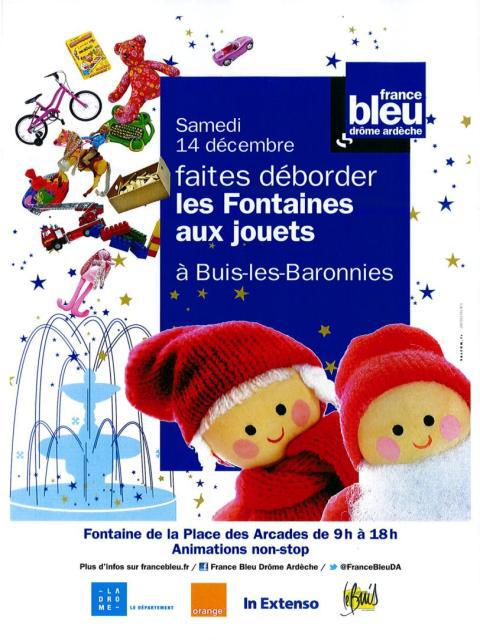 france
bleu
drôme ardèche
Samedi
14 décembre
faites déborder
les Fontaines
aux jouets
à Buis-les-Baronnies
Fontaine de la Place des Arcades de 9h à 18h
Animations non-stop
Plus d'infos sur francebleu.fr / France Bleu Drôme Ardèche / @FranceBleuDA
LA
DRO
ME
LE DÉPARTEMENT
orange
In Extenso
le Buis